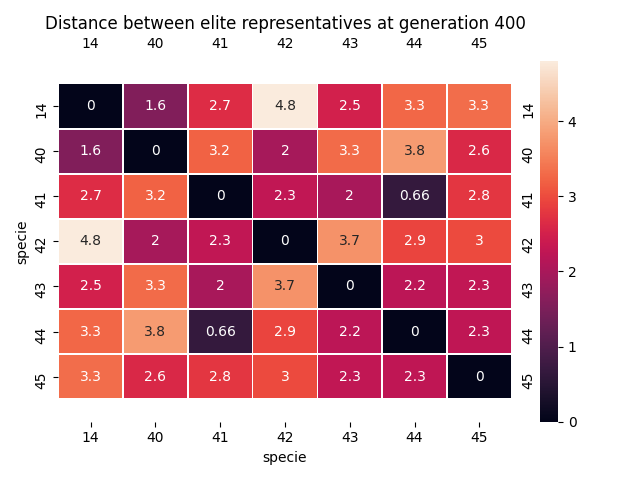 Distance between elite representatives at generation 400
14 40 41 42 43 44 45
14 0 1.6 2.7 4.8 2.5 3.3 3.3 14
40 1.6 0 3.2 2 3.3 3.8 2.6 40
41 2.7 3.2 0 2.3 2 0.66 2.8 41
42 4.8 2 2.3 0 3.7 2.9 3 42
43 2.5 3.3 2 3.7 0 2.2 2.3 43
44 3.3 3.8 0.66 2.9 2.2 0 2.3 44
45 3.3 2.6 2.8 3 2.3 2.3 0 45
14 40 41 42 43 44 45
specie
specie
4
3
2
1
0